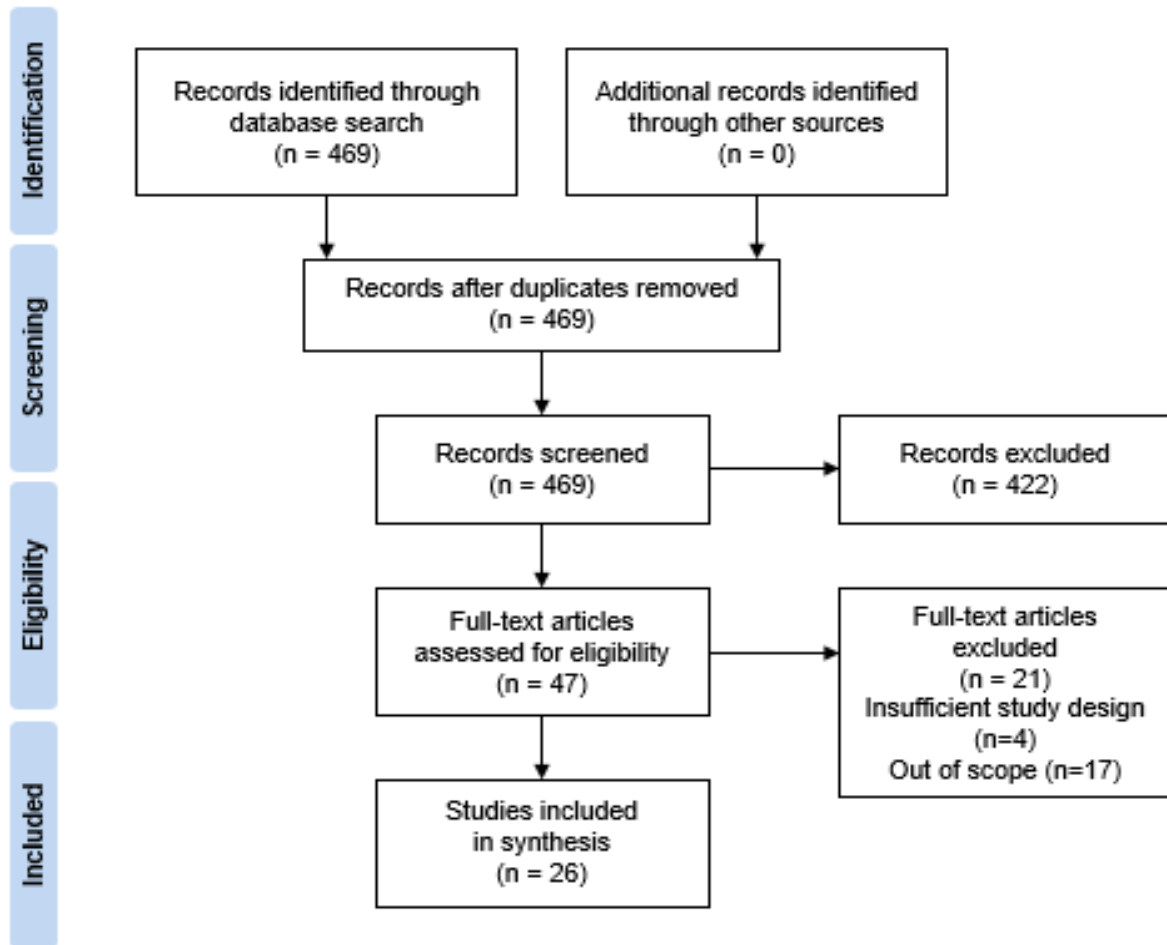 Identification
Records identified through
database search
(n = 469)
Additional records identified
through other sources
(n = 0)
Screening
Records after duplicates removed
(n = 469)
Records screened
(n = 469)
Records excluded
(n = 422)
Eligibility
Full-text articles
assessed for eligibility
(n = 47)
Full-text articles
excluded
(n = 21)
Insufficient study design
(n=4)
Out of scope (n=17)
Included
Studies included
in synthesis
(n = 26)